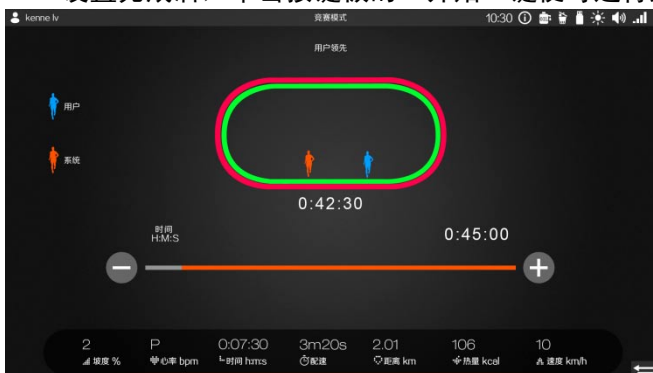 kenne lv
竞赛模式
10:30
用户领先
用户
系统
0:42:30
时间
H:M:S
0:45:00
2
P
0:07:30
3m20s
2.01
106
10
坡度 %
心率 bpm
时间 h:m:s
配速
距离 km
热量 kcal
速度 km/h